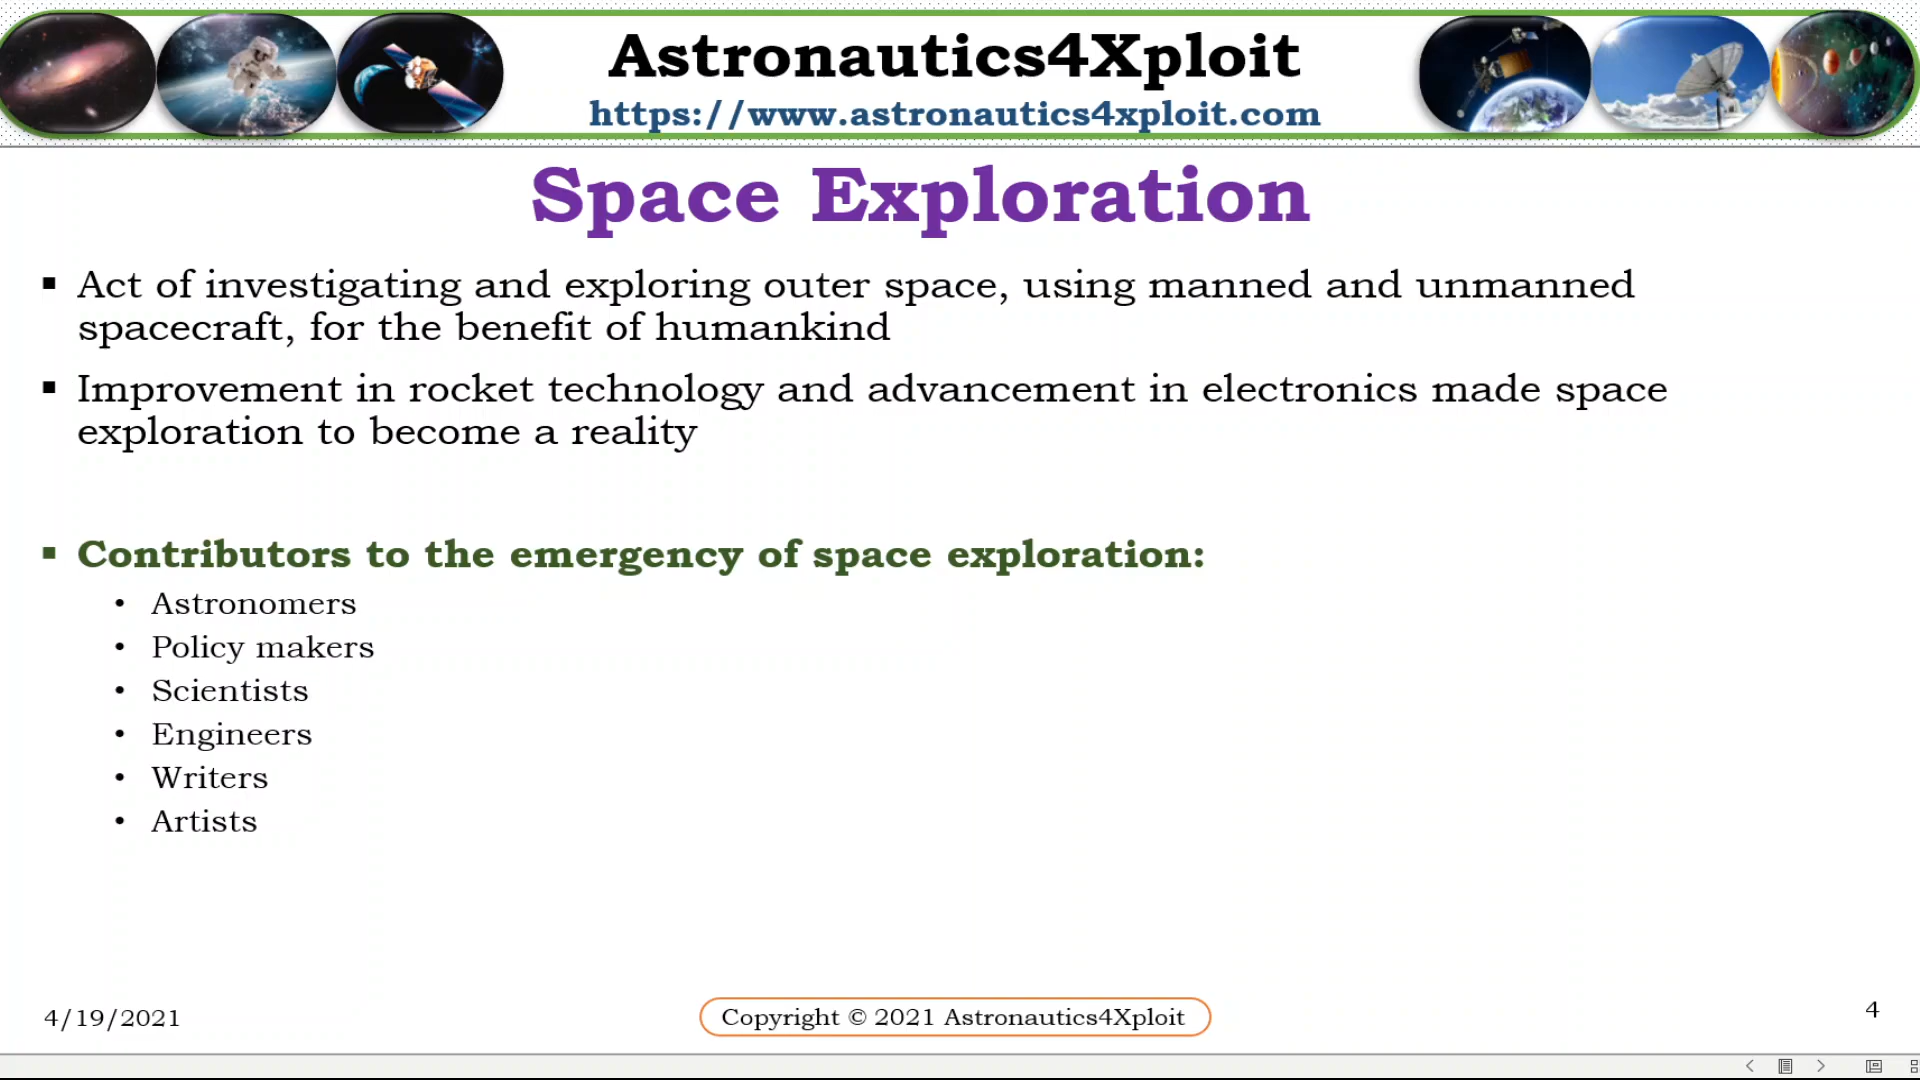 Astronautics4Xploit
https://www.astronautics4xploit.com
Space Exploration
▪ Act of investigating and exploring outer space, using manned and unmanned
spacecraft, for the benefit of humankind
▪ Improvement in rocket technology and advancement in electronics made space
exploration to become a reality
▪ Contributors to the emergency of space exploration:
• Astronomers
• Policy makers
• Scientists
• Engineers
• Writers
• Artists
4/19/2021
Copyright © 2021 Astronautics4Xploit
4